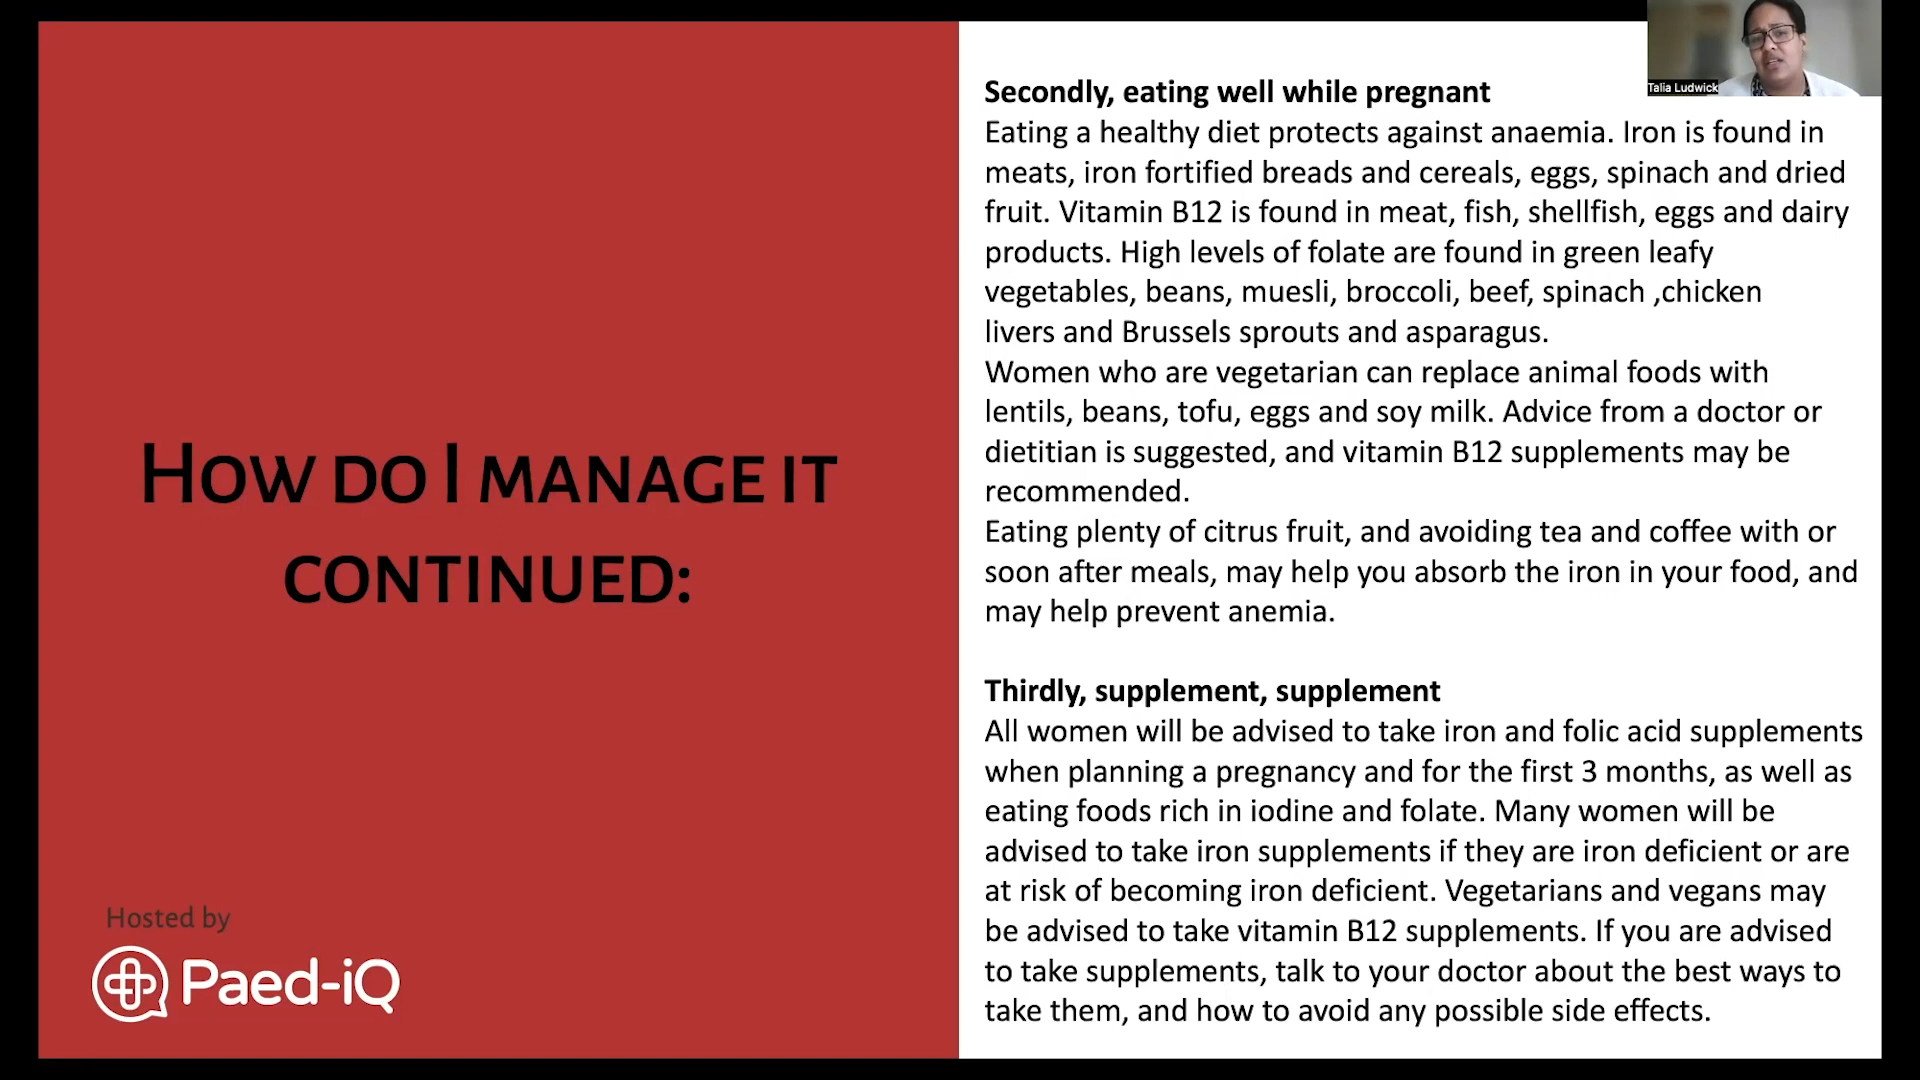 Talia Ludwick
HOW DO I MANAGE IT
CONTINUED:
Hosted by
Paed-iQ
Secondly, eating well while pregnant
Eating a healthy diet protects against anaemia. Iron is found in
meats, iron fortified breads and cereals, eggs, spinach and dried
fruit. Vitamin B12 is found in meat, fish, shellfish, eggs and dairy
products. High levels of folate are found in green leafy
vegetables, beans, muesli, broccoli, beef, spinach ,chicken
livers and Brussels sprouts and asparagus.
Women who are vegetarian can replace animal foods with
lentils, beans, tofu, eggs and soy milk. Advice from a doctor or
dietitian is suggested, and vitamin B12 supplements may be
recommended.
Eating plenty of citrus fruit, and avoiding tea and coffee with or
soon after meals, may help you absorb the iron in your food, and
may help prevent anemia.
Thirdly, supplement, supplement
All women will be advised to take iron and folic acid supplements
when planning a pregnancy and for the first 3 months, as well as
eating foods rich in iodine and folate. Many women will be
advised to take iron supplements if they are iron deficient or are
at risk of becoming iron deficient. Vegetarians and vegans may
be advised to take vitamin B12 supplements. If you are advised
to take supplements, talk to your doctor about the best ways to
take them, and how to avoid any possible side effects.